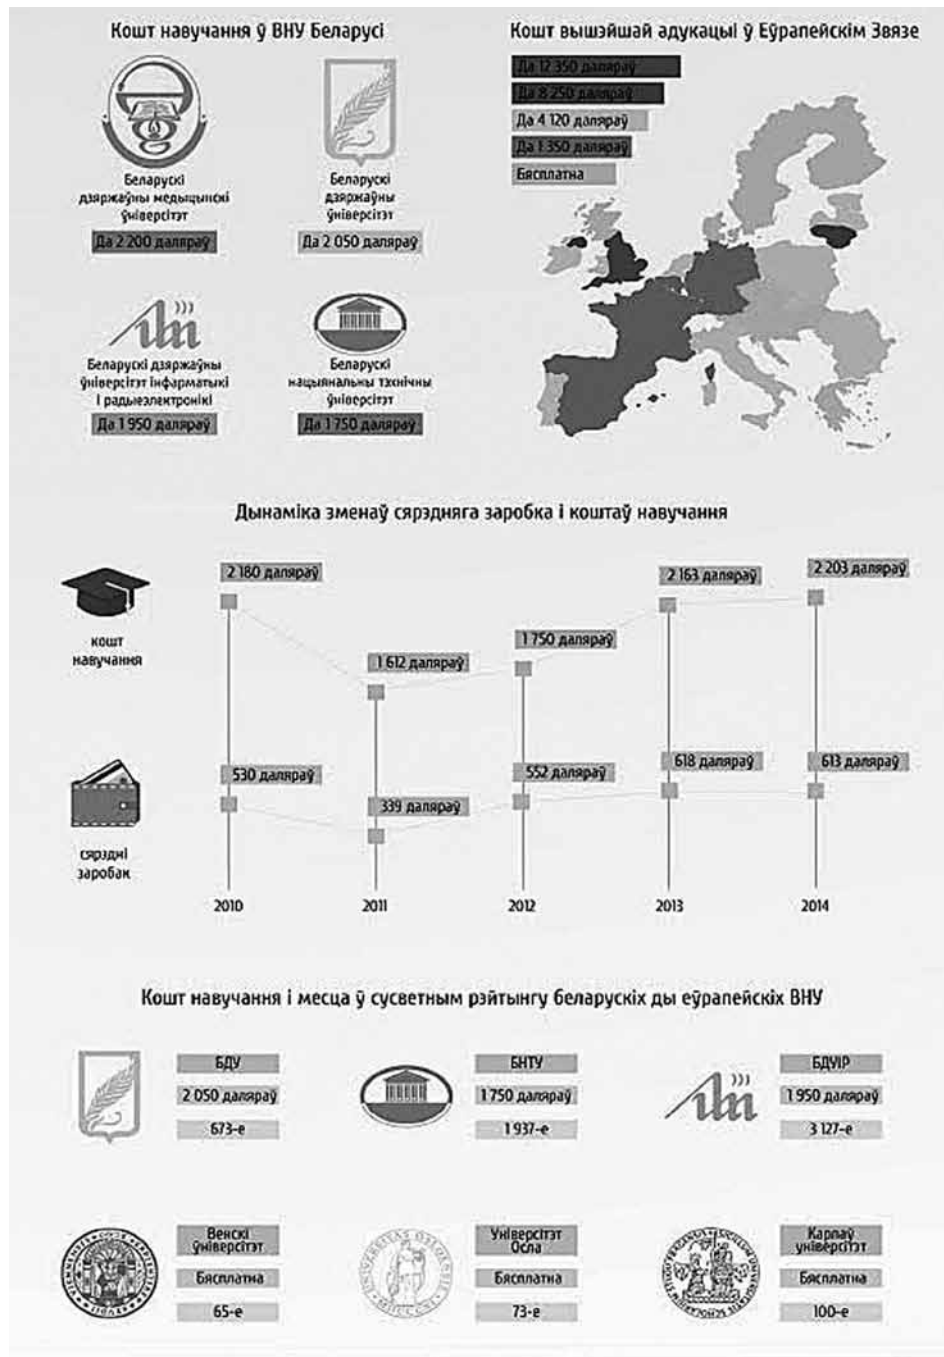 Кошт навучання ў ВНУ Беларусі
Беларускі
дзяржаўны медыцынскі
ўніверсітэт
Да 2 200 даляраў
Беларускі
дзяржаўны
ўніверсітэт
Да 2 050 даляраў
Беларускі дзяржаўны
ўніверсітэт інфарматыкі
і радыеэлектронікі
Да 1 950 даляраў
Беларускі
нацыянальны тэхнічны
ўніверсітэт
Да 1 750 даляраў
Кошт вышэйшай адукацыі ў Еўрапейскім Звязе
Да 12 350 даляраў
Да 8 250 даляраў
Да 4 120 даляраў
Да 1 350 даляраў
Бясплатна
Дынаміка зменаў сярэдняга заробка і коштаў навучання
кошт
навучання
2 180 даляраў
1 612 даляраў
1 750 даляраў
2 163 даляраў
2 203 даляраў
сярэдні
заробак
530 даляраў
339 даляраў
552 даляраў
618 даляраў
613 даляраў
2010
2011
2012
2013
2014
Кошт навучання і месца ў сусветным рэйтынгу беларускіх ды еўрапейскіх ВНУ
БДУ
2 050 даляраў
673-е
БНТУ
1 750 даляраў
1 937-е
БДУІР
1 950 даляраў
3 127-е
Венскі
ўніверсітэт
Бясплатна
65-е
Універсітэт
Осла
Бясплатна
73-е
Карлаў
універсітэт
Бясплатна
100-е